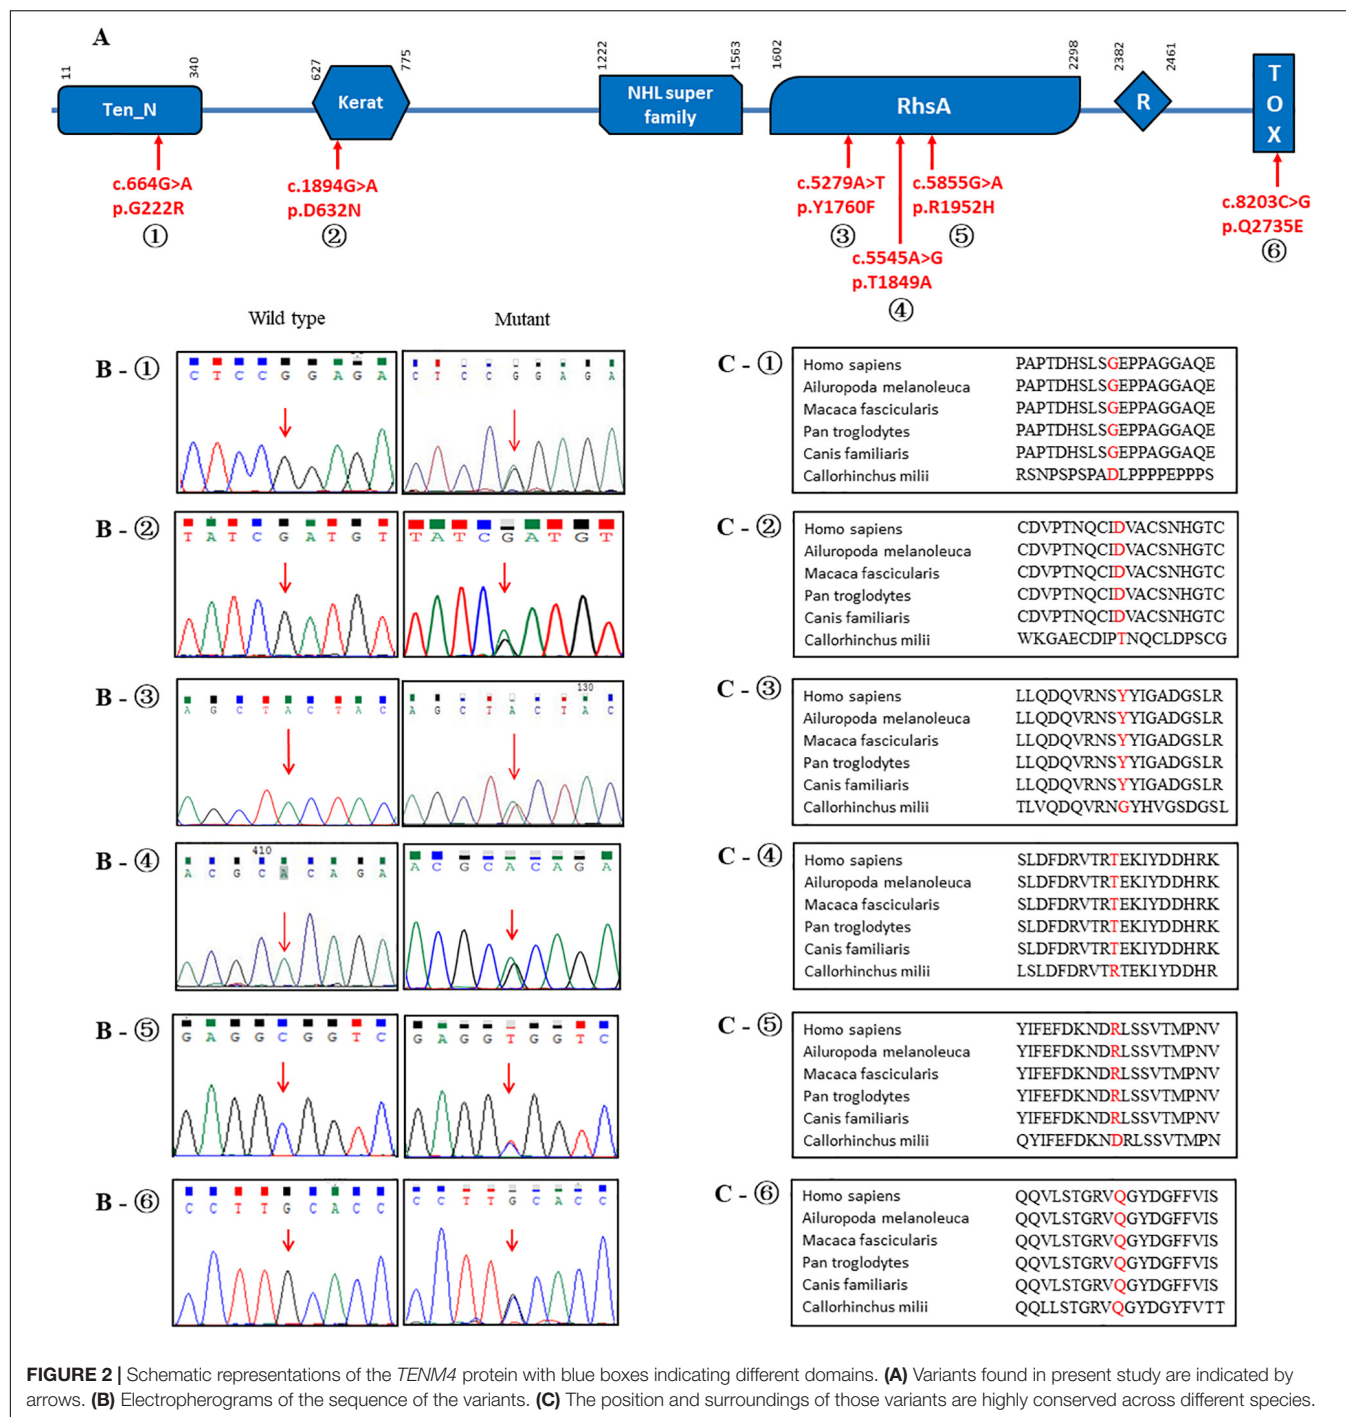 A
11
340
627
775
1222
1563
1602
2298
2382
2461
Ten_N
Kerat
NHL super
family
RhsA
R
T
O
X
c.664G>A
p.G222R
①
c.1894G>A
p.D632N
②
c.5279A>T
p.Y1760F
③
c.5545A>G
p.T1849A
④
c.5855G>A
p.R1952H
⑤
c.8203C>G
p.Q2735E
⑥
Wild type
Mutant
B - ①
C T C C G G A G A
C T C C G G A G A
C - ①
Homo sapiens PAPTDHSLSGEPPAGGAQE
Ailuropoda melanoleuca PAPTDHSLSGEPPAGGAQE
Macaca fascicularis PAPTDHSLSGEPPAGGAQE
Pan troglodytes PAPTDHSLSGEPPAGGAQE
Canis familiaris PAPTDHSLSGEPPAGGAQE
Callorhinchus milii RSNPSPSPADLPPPPEPPPS
B - ②
T A T C G A T G T
T A T C G A T G T
C - ②
Homo sapiens CDVPTNQCIDVACSNHGTC
Ailuropoda melanoleuca CDVPTNQCIDVACSNHGTC
Macaca fascicularis CDVPTNQCIDVACSNHGTC
Pan troglodytes CDVPTNQCIDVACSNHGTC
Canis familiaris CDVPTNQCIDVACSNHGTC
Callorhinchus milii WKGAECDIPTNQCLDPSCG
B - ③
A G C T A C T A C
130
A G C T A C T A C
C - ③
Homo sapiens LLQDQVRNSYYIGADGSLR
Ailuropoda melanoleuca LLQDQVRNSYYIGADGSLR
Macaca fascicularis LLQDQVRNSYYIGADGSLR
Pan troglodytes LLQDQVRNSYYIGADGSLR
Canis familiaris LLQDQVRNSYYIGADGSLR
Callorhinchus milii TLVQDQVRNGYHVGSDGSL
B - ④
410
A C G C A C A G A
A C G C A C A G A
C - ④
Homo sapiens SLDFDRVTRTEKIYDDHRK
Ailuropoda melanoleuca SLDFDRVTRTEKIYDDHRK
Macaca fascicularis SLDFDRVTRTEKIYDDHRK
Pan troglodytes SLDFDRVTRTEKIYDDHRK
Canis familiaris SLDFDRVTRTEKIYDDHRK
Callorhinchus milii LSLDFDRVTRTEKIYDDHR
B - ⑤
G A G G C G G T C
G A G G T G G T C
C - ⑤
Homo sapiens YIFEFDKNDRLSSVTMPNV
Ailuropoda melanoleuca YIFEFDKNDRLSSVTMPNV
Macaca fascicularis YIFEFDKNDRLSSVTMPNV
Pan troglodytes YIFEFDKNDRLSSVTMPNV
Canis familiaris YIFEFDKNDRLSSVTMPNV
Callorhinchus milii QYIFEFDKNDRLSSVTMPN
B - ⑥
C C T T G C A C C
C C T T G C A C C
C - ⑥
Homo sapiens QQVLSTGRVQGYDGFFVIS
Ailuropoda melanoleuca QQVLSTGRVQGYDGFFVIS
Macaca fascicularis QQVLSTGRVQGYDGFFVIS
Pan troglodytes QQVLSTGRVQGYDGFFVIS
Canis familiaris QQVLSTGRVQGYDGFFVIS
Callorhinchus milii QQLLSTGRVQGYDGYFVTT
FIGURE 2 | Schematic representations of the TENM4 protein with blue boxes indicating different domains. (A) Variants found in present study are indicated by
arrows. (B) Electropherograms of the sequence of the variants. (C) The position and surroundings of those variants are highly conserved across different species.